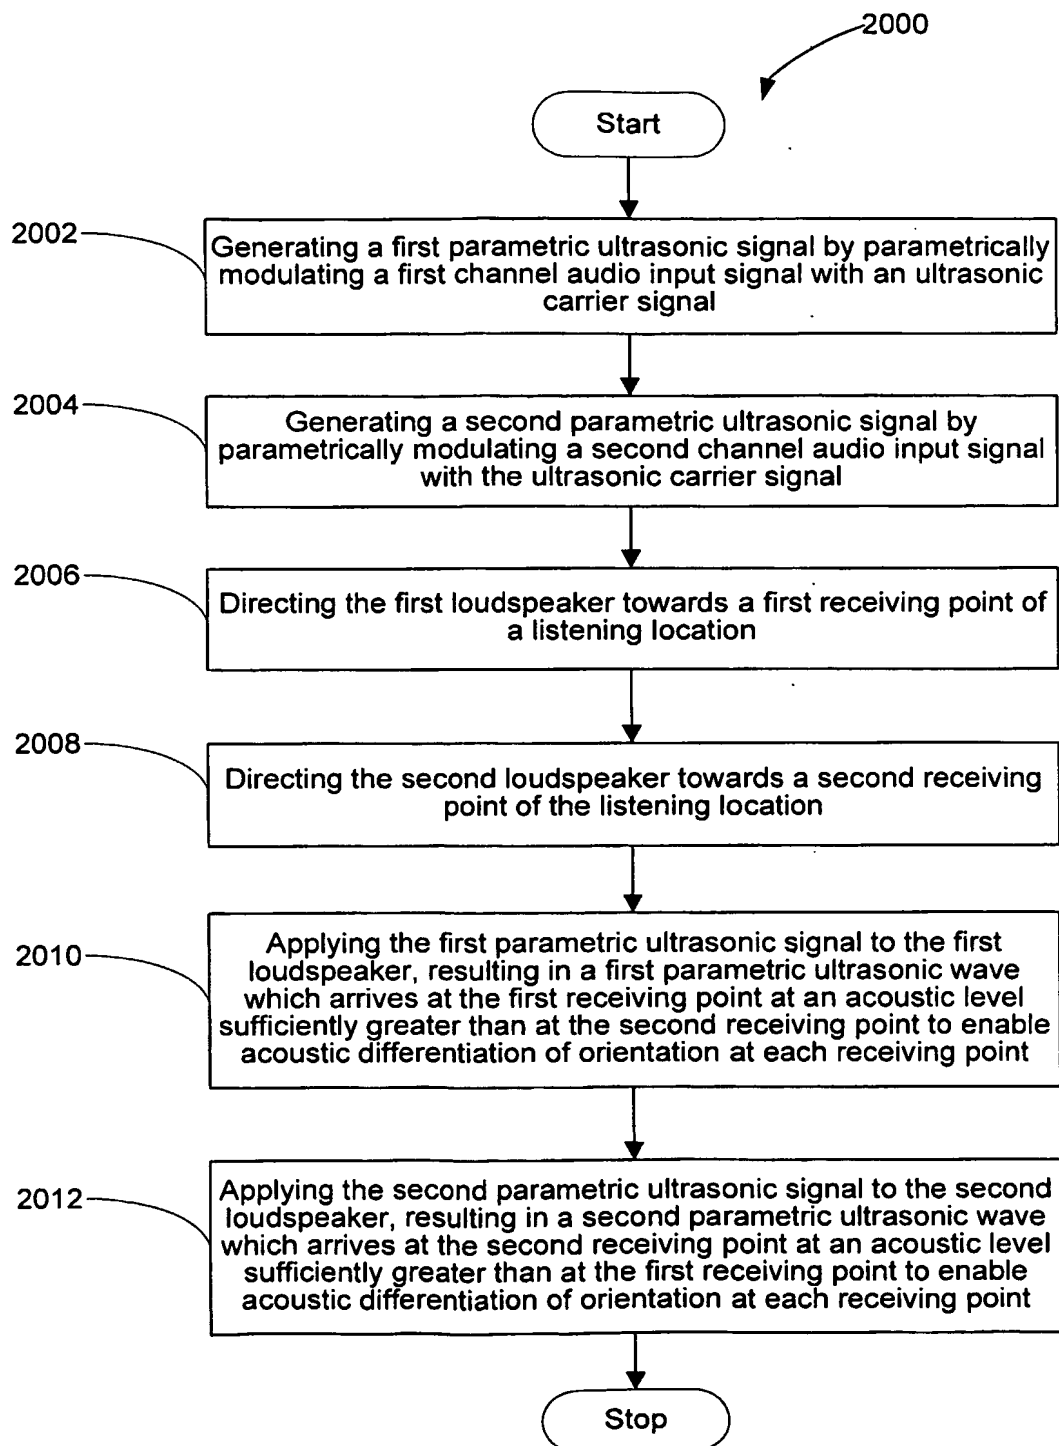 2000
Start
2002
Generating a first parametric ultrasonic signal by parametrically
modulating a first channel audio input signal with an ultrasonic
carrier signal
2004
Generating a second parametric ultrasonic signal by
parametrically modulating a second channel audio input signal
with the ultrasonic carrier signal
2006
Directing the first loudspeaker towards a first receiving point of
a listening location
2008
Directing the second loudspeaker towards a second receiving
point of the listening location
2010
Applying the first parametric ultrasonic signal to the first
loudspeaker, resulting in a first parametric ultrasonic wave
which arrives at the first receiving point at an acoustic level
sufficiently greater than at the second receiving point to enable
acoustic differentiation of orientation at each receiving point
2012
Applying the second parametric ultrasonic signal to the second
loudspeaker, resulting in a second parametric ultrasonic wave
which arrives at the second receiving point at an acoustic level
sufficiently greater than at the first receiving point to enable
acoustic differentiation of orientation at each receiving point
Stop